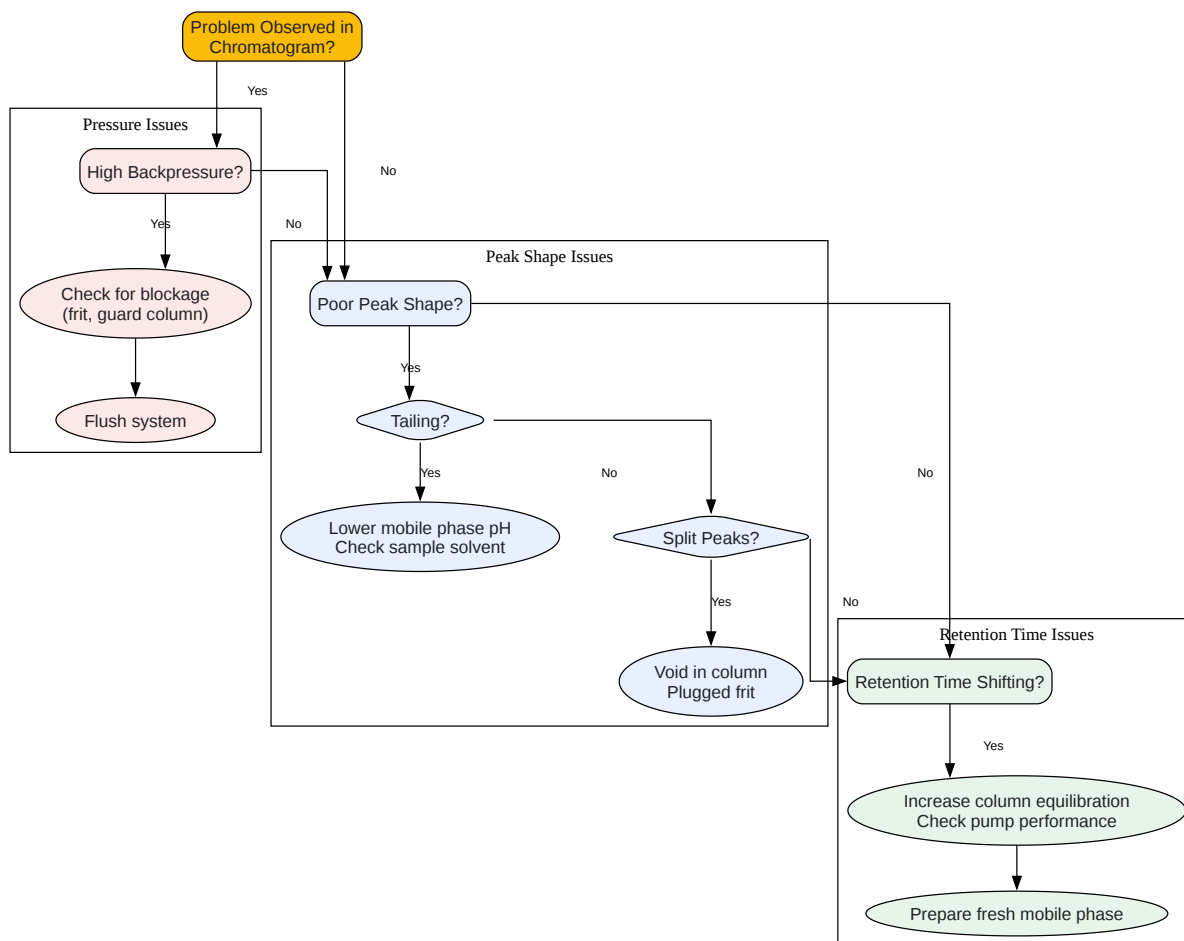 Problem Observed in
Chromatogram?
Yes
Pressure Issues
High Backpressure?
No
Yes
No
Peak Shape Issues
Check for blockage
(frit, guard column)
Poor Peak Shape?
Yes
Flush system
Tailing?
Yes
No
No
Lower mobile phase pH
Check sample solvent
Split Peaks?
Yes
No
Retention Time Issues
Void in column
Plugged frit
Retention Time Shifting?
Yes
Increase column equilibration
Check pump performance
Prepare fresh mobile phase